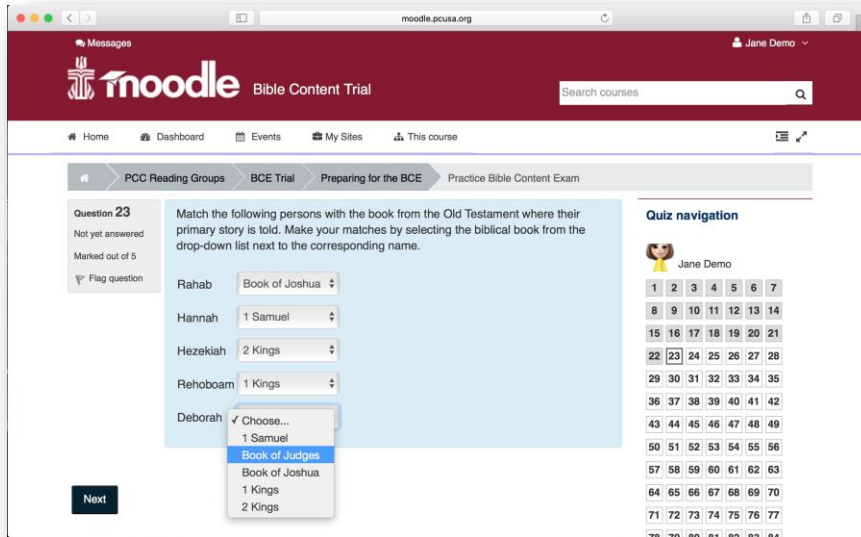 moodle.pcusa.org
Messages
Jane Demo
moodle Bible Content Trial
Search courses
Home Dashboard Events My Sites This course
PCC Reading Groups BCE Trial Preparing for the BCE Practice Bible Content Exam
Question 23
Not yet answered
Marked out of 5
Flag question
Match the following persons with the book from the Old Testament where their
primary story is told. Make your matches by selecting the biblical book from the
drop-down list next to the corresponding name.
Rahab Book of Joshua
Hannah 1 Samuel
Hezekiah 2 Kings
Rehoboam 1 Kings
Deborah
✓ Choose...
1 Samuel
Book of Judges
Book of Joshua
1 Kings
2 Kings
Next
Quiz navigation
Jane Demo
1 2 3 4 5 6 7
8 9 10 11 12 13 14
15 16 17 18 19 20 21
22 23 24 25 26 27 28
29 30 31 32 33 34 35
36 37 38 39 40 41 42
43 44 45 46 47 48 49
50 51 52 53 54 55 56
57 58 59 60 61 62 63
64 65 66 67 68 69 70
71 72 73 74 75 76 77
78 79 80 81 82 83 84